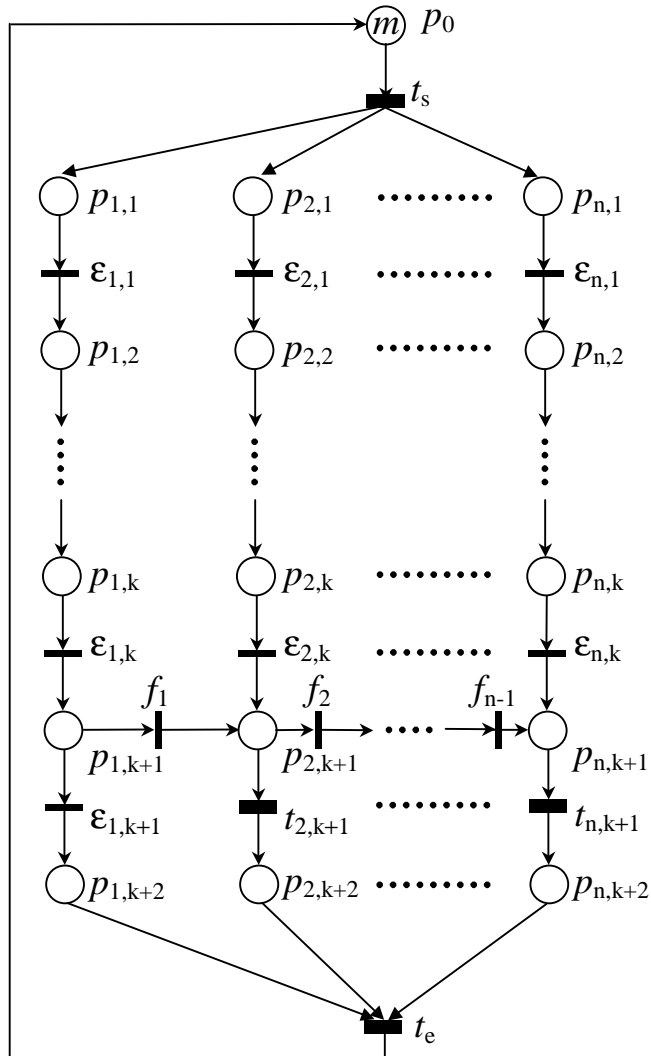 m p₀
tₛ
p₁,₁ p₂,₁ ......... pₙ,₁
ε₁,₁ ε₂,₁ ......... εₙ,₁
p₁,₂ p₂,₂ ......... pₙ,₂
p₁,ₖ p₂,ₖ ......... pₙ,ₖ
ε₁,ₖ ε₂,ₖ ......... εₙ,ₖ
f₁ f₂ fₙ₋₁
p₁,ₖ₊₁ p₂,ₖ₊₁ .... pₙ,ₖ₊₁
ε₁,ₖ₊₁ t₂,ₖ₊₁ ......... tₙ,ₖ₊₁
p₁,ₖ₊₂ p₂,ₖ₊₂ ......... pₙ,ₖ₊₂
tₑ